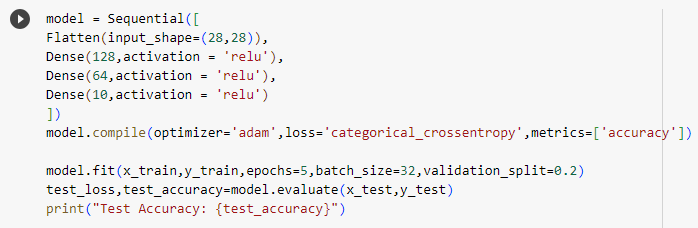 model = Sequential([
Flatten(input_shape=(28,28)),
Dense(128,activation = 'relu'),
Dense(64,activation = 'relu'),
Dense(10,activation = 'relu')
])
model.compile(optimizer='adam',loss='categorical_crossentropy',metrics=['accuracy'])
model.fit(x_train,y_train,epochs=5,batch_size=32,validation_split=0.2)
test_loss,test_accuracy=model.evaluate(x_test,y_test)
print("Test Accuracy: {test_accuracy}")